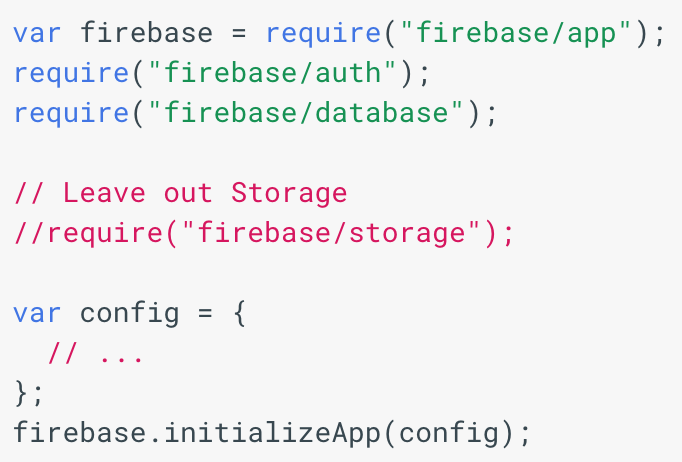 var firebase = require("firebase/app");
require("firebase/auth");
require("firebase/database");

// Leave out Storage
//require("firebase/storage");

var config = {
  // ...
};
firebase.initializeApp(config);